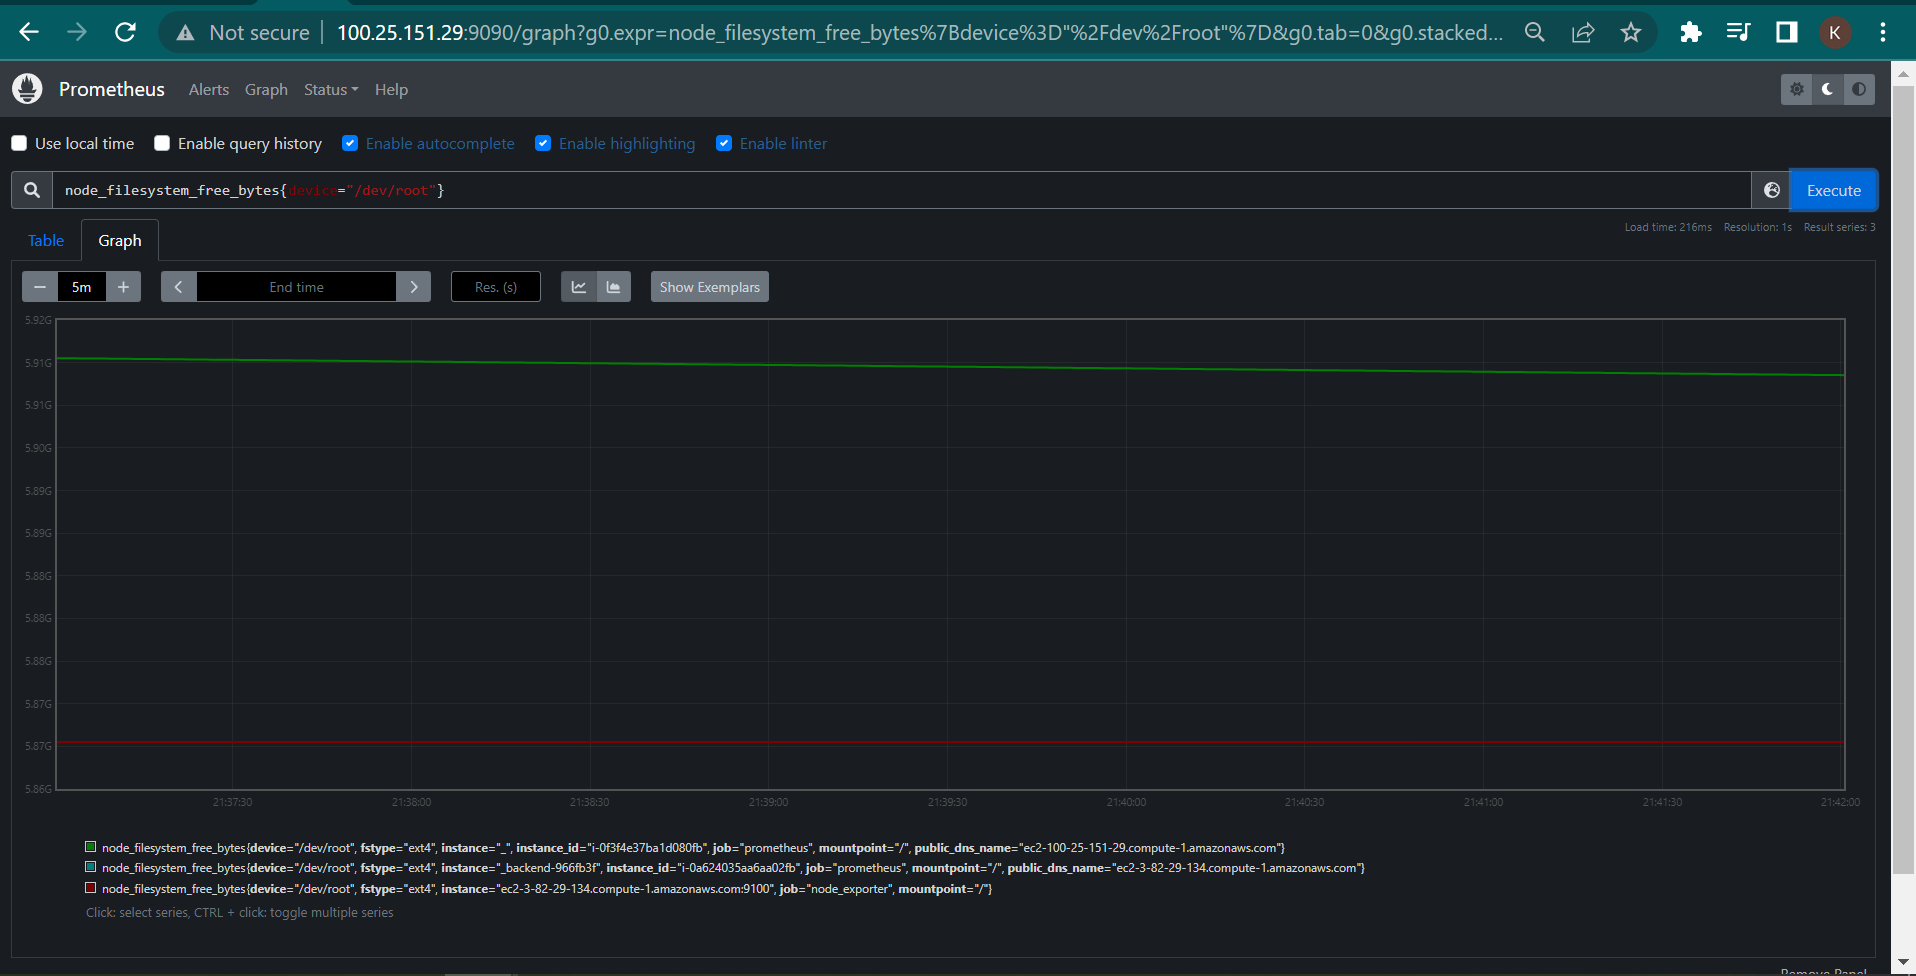 Not secure 100.25.151.29:9090/graph?g0.expr=node_filesystem_free_bytes%7Bdevice%3D"%2Fdev%2Froot"%7D&g0.tab=0&g0.stacked... K
Prometheus Alerts Graph Status Help
Use local time Enable query history Enable autocomplete Enable highlighting Enable linter
node_filesystem_free_bytes{device="/dev/root"} Execute
Table Graph Load time: 216ms Resolution: 1s Result series: 3
5m End time Res. (s) Show Exemplars
5.92G
5.91G
5.91G
5.90G
5.89G
5.89G
5.88G
5.88G
5.88G
5.87G
5.87G
5.86G
21:37:30 21:38:00 21:38:30 21:39:00 21:39:30 21:40:00 21:40:30 21:41:00 21:41:30 21:42:00
node_filesystem_free_bytes{device="/dev/root", fstype="ext4", instance="_", instance_id="i-0f3f4e37ba1d080fb", job="prometheus", mountpoint="/", public_dns_name="ec2-100-25-151-29.compute-1.amazonaws.com"}
node_filesystem_free_bytes{device="/dev/root", fstype="ext4", instance="_backend-966fb3f", instance_id="i-0a624035aa6aa02fb", job="prometheus", mountpoint="/", public_dns_name="ec2-3-82-29-134.compute-1.amazonaws.com"}
node_filesystem_free_bytes{device="/dev/root", fstype="ext4", instance="ec2-3-82-29-134.compute-1.amazonaws.com:9100", job="node_exporter", mountpoint="/"}
Click: select series, CTRL + click: toggle multiple series
Remove Panel